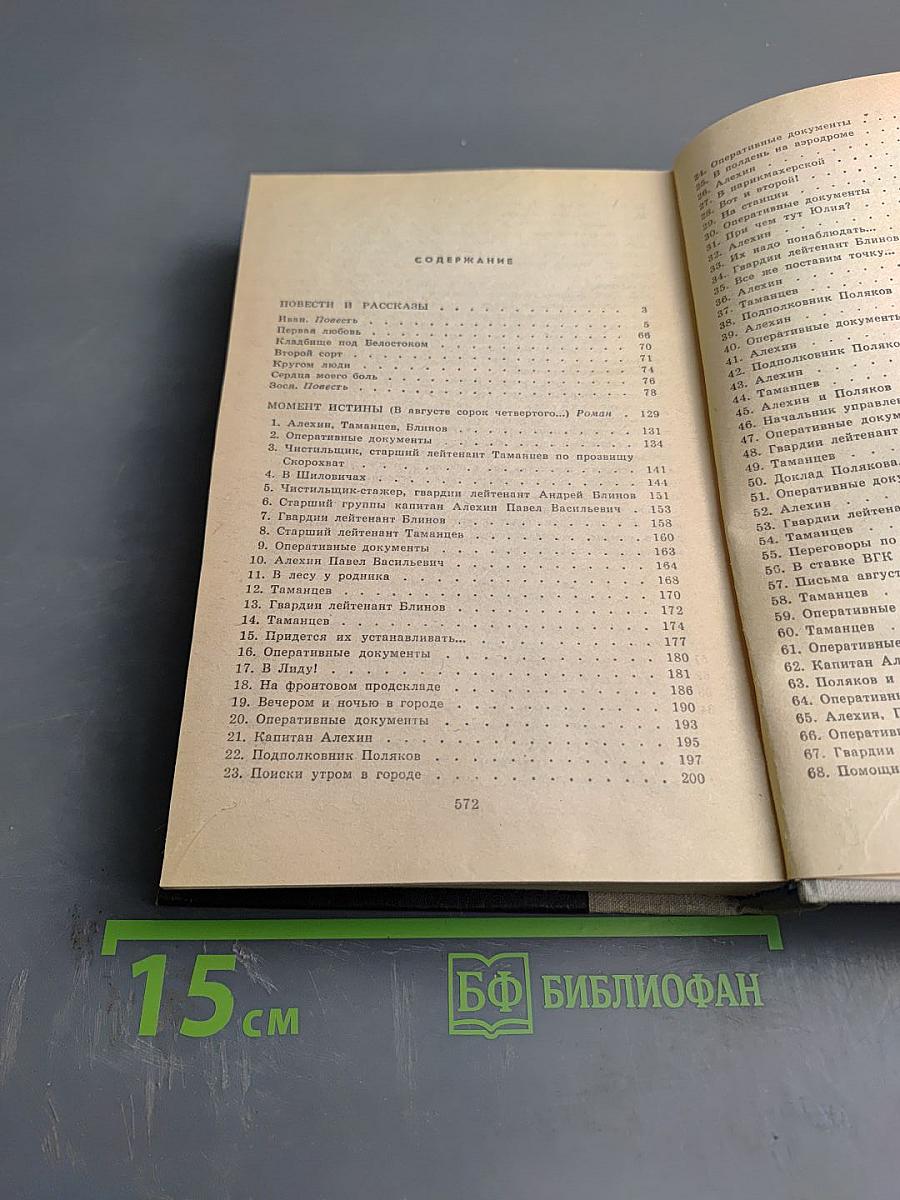 СОДЕРЖАНИЕ
ПОВЕСТИ И РАССКАЗЫ . . . . . . . . . . . 3
Иван. Повесть . . . . . . . . . . . 5
Первая любовь . . . . . . . . . . . 66
Кладбище под Белостоком . . . . . . . . . . . 70
Второй сорт . . . . . . . . . . . 71
Кругом люди . . . . . . . . . . . 74
Сердца моего боль . . . . . . . . . . . 76
Зося. Повесть . . . . . . . . . . . 78
МОМЕНТ ИСТИНЫ (В августе сорок четвертого...) Роман . 129
1. Алехин, Таманцев, Блинов . . . . . . . 131
2. Оперативные документы . . . . . . . 134
3. Чистильщик, старший лейтенант Таманцев по прозвищу
Скорохват . . . . . . . . . . . 141
4. В Шиловичах . . . . . . . . . . . 144
5. Чистильщик-стажер, гвардии лейтенант Андрей Блинов 151
6. Старший группы капитан Алехин Павел Васильевич . 153
7. Гвардии лейтенант Блинов . . . . . . . 158
8. Старший лейтенант Таманцев . . . . . . . 160
9. Оперативные документы . . . . . . . 163
10. Алехин Павел Васильевич . . . . . . . 164
11. В лесу у родника . . . . . . . . . 168
12. Таманцев . . . . . . . . . . . 170
13. Гвардии лейтенант Блинов . . . . . . . 172
14. Таманцев . . . . . . . . . . . 174
15. Придется их устанавливать... . . . . . . . 177
16. Оперативные документы . . . . . . . 180
17. В Лиду! . . . . . . . . . . . 181
18. На фронтовом продскладе . . . . . . . 186
19. Вечером и ночью в городе . . . . . . . 190
20. Оперативные документы . . . . . . . 193
21. Капитан Алехин . . . . . . . . . 195
22. Подполковник Поляков . . . . . . . 197
23. Поиски утром в городе . . . . . . . 200
572
24. Оперативные документы
25. В полдень на аэродроме
26. Алехин
27. В парикмахерской
28. Вот и второй!
29. На станции
30. Оперативные документы
31. При чем тут Юлия?
32. Алехин
33. Их надо понаблюдать...
34. Гвардии лейтенант Блинов
35. Все же поставим точку...
36. Алехин
37. Таманцев
38. Подполковник Поляков
39. Алехин
40. Оперативные документы
41. Алехин
42. Подполковник Поляко
43. Алехин
44. Таманцев
45. Алехин и Поляков
46. Начальник управлен
47. Оперативные докум
48. Гвардии лейтенант
49. Таманцев
50. Доклад Полякова,
51. Оперативные доку
52. Алехин
53. Гвардии лейтена
54. Таманцев
55. Переговоры по
56. В ставке ВГК
57. Письма август
58. Таманцев
59. Оперативные
60. Таманцев
61. Оперативные
62. Капитан Ал
63. Поляков и
64. Оперативны
65. Алехин, П
66. Оператив
67. Гвардии
68. Помощн
15 см
БФ БИБЛИОФАН